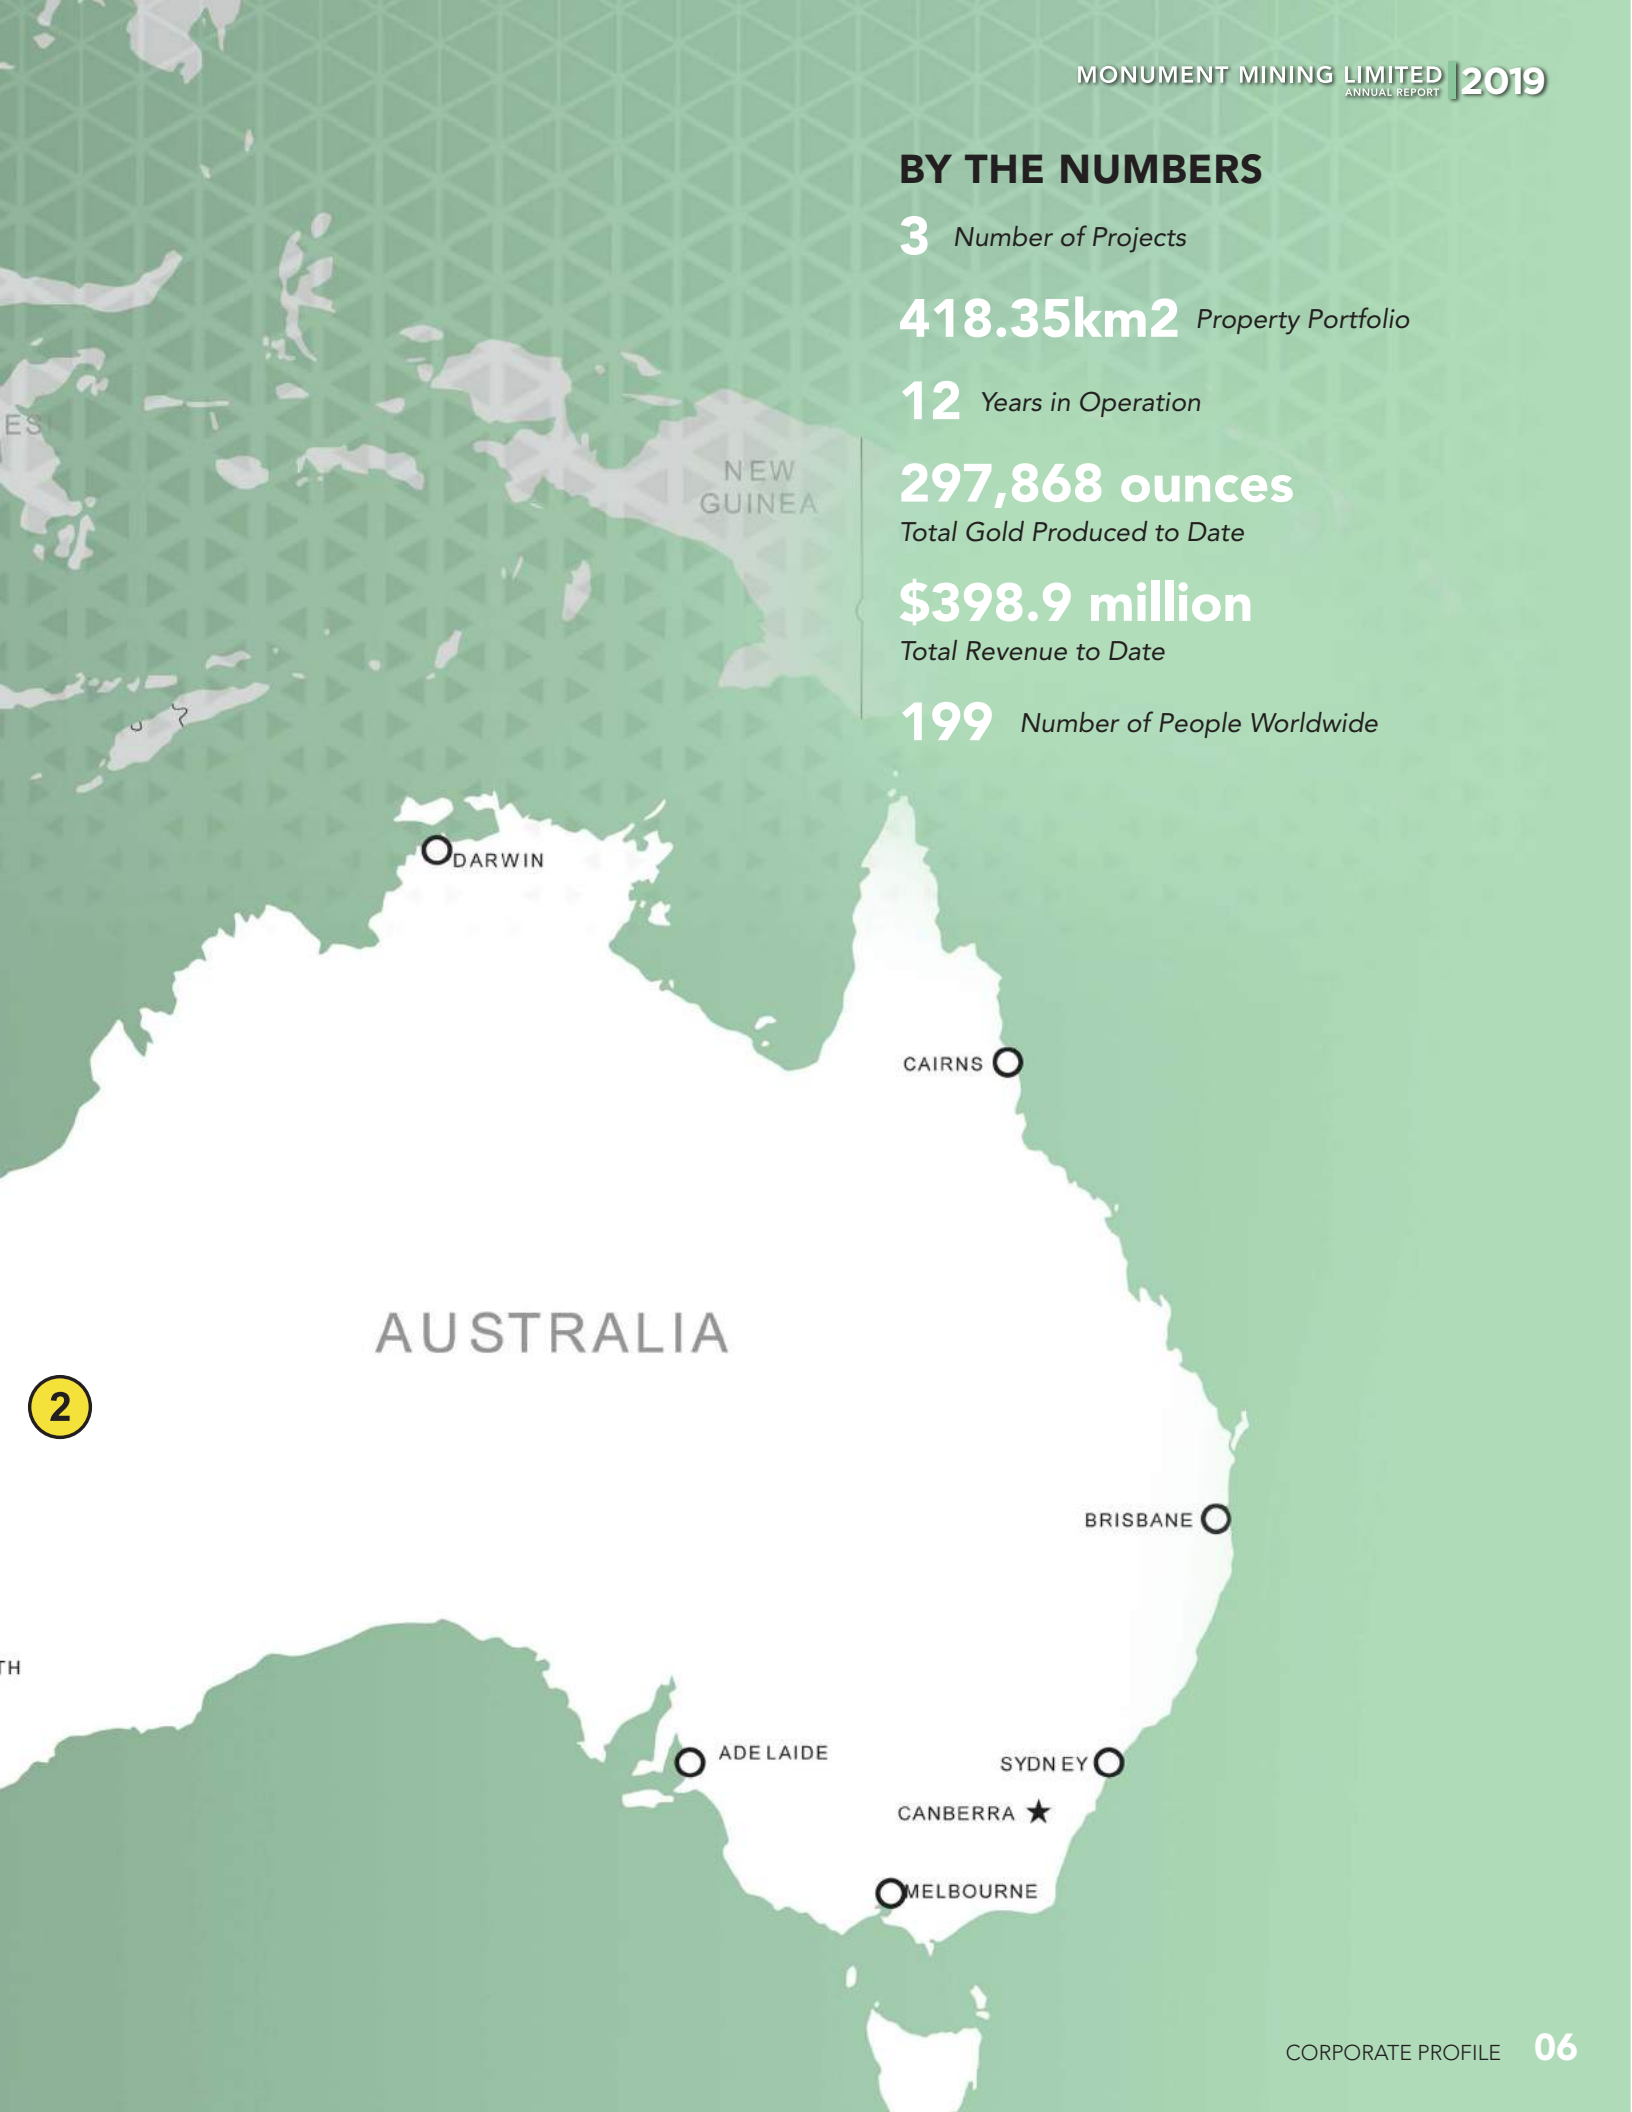 MONUMENT MINING LIMITED
ANNUAL REPORT
2019
BY THE NUMBERS
3 Number of Projects
418.35km2 Property Portfolio
12 Years in Operation
297,868 ounces
Total Gold Produced to Date
$398.9 million
Total Revenue to Date
199 Number of People Worldwide
ES
NEW
GUINEA
DARWIN
CAIRNS
AUSTRALIA
2
BRISBANE
TH
ADELAIDE
SYDNEY
CANBERRA
MELBOURNE
CORPORATE PROFILE 06